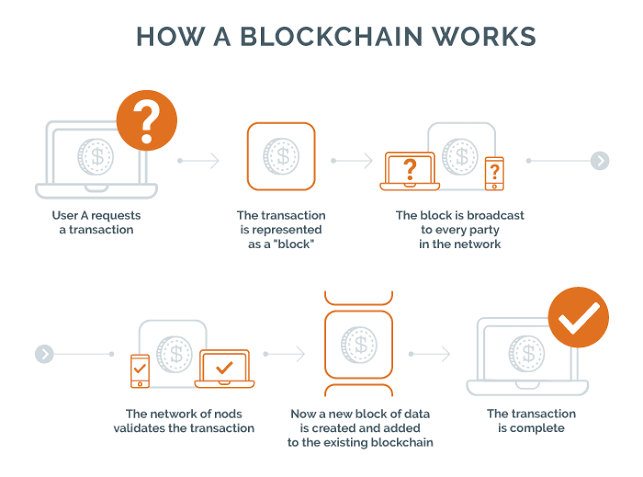 HOW A BLOCKCHAIN WORKS
User A requests
a transaction
The transaction
is represented
as a "block"
The block is broadcast
to every party
in the network
The network of nods
validates the transaction
Now a new block of data
is created and added
to the existing blockchain
The transaction
is complete